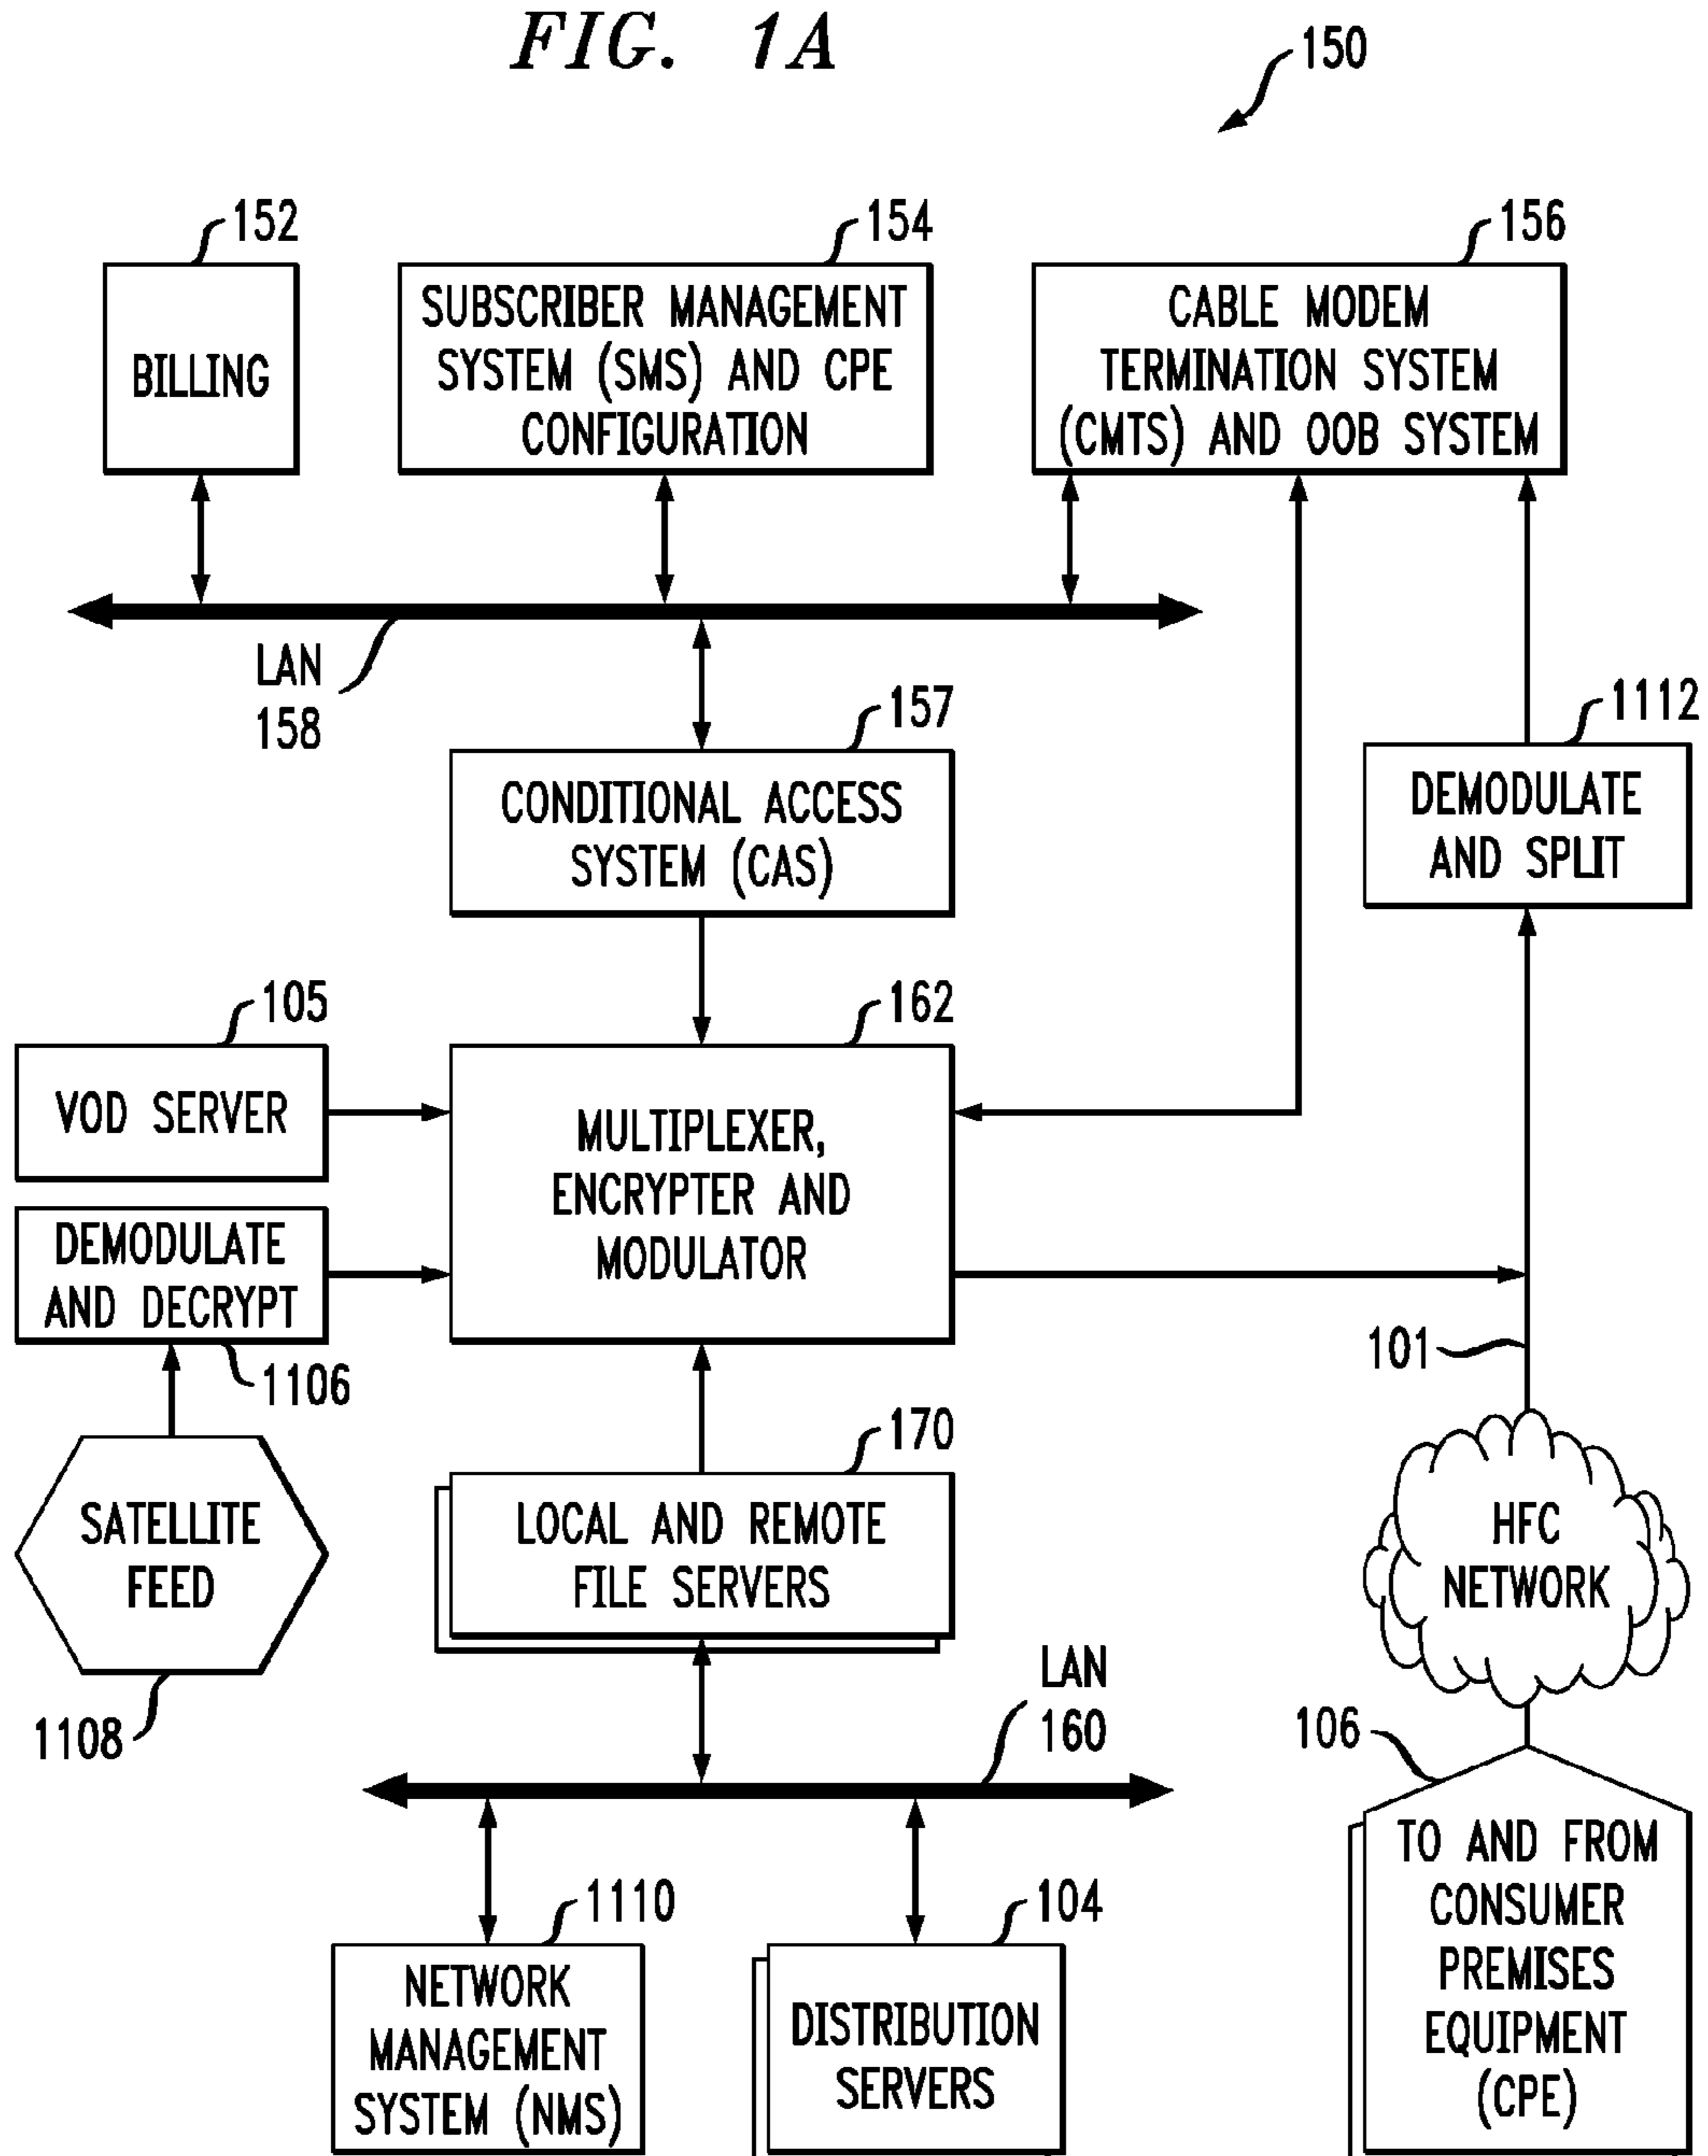 FIG. 1A
150
152
154
156
BILLING
SUBSCRIBER MANAGEMENT
SYSTEM (SMS) AND CPE
CONFIGURATION
CABLE MODEM
TERMINATION SYSTEM
(CMTS) AND OOB SYSTEM
LAN
158
157
1112
CONDITIONAL ACCESS
SYSTEM (CAS)
DEMODULATE
AND SPLIT
105
162
VOD SERVER
MULTIPLEXER,
ENCRYPTER AND
MODULATOR
DEMODULATE
AND DECRYPT
1106
101
170
SATELLITE
FEED
LOCAL AND REMOTE
FILE SERVERS
HFC
NETWORK
1108
LAN
160
106
TO AND FROM
CONSUMER
PREMISES
EQUIPMENT
(CPE)
1110
104
NETWORK
MANAGEMENT
SYSTEM (NMS)
DISTRIBUTION
SERVERS